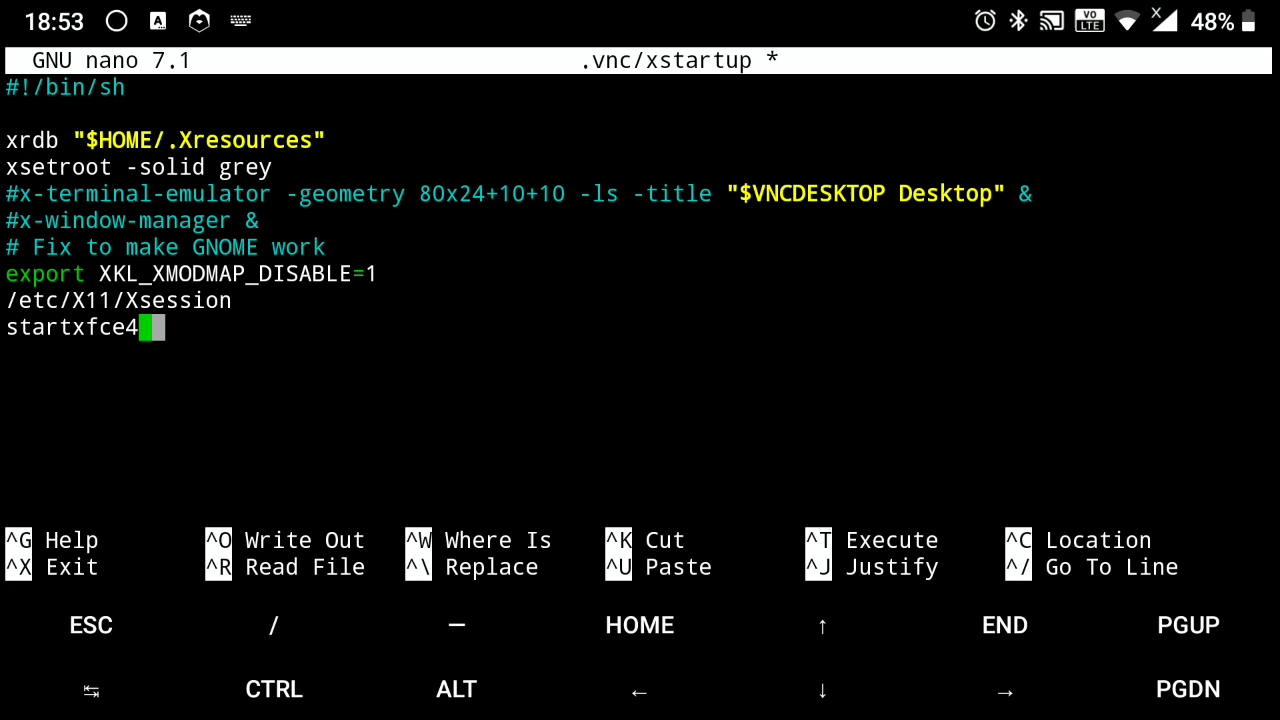 18:53 A VO LTE X 48%
GNU nano 7.1 .vnc/xstartup *
#!/bin/sh
xrdb "$HOME/.Xresources"
xsetroot -solid grey
#x-terminal-emulator -geometry 80x24+10+10 -ls -title "$VNCDESKTOP Desktop" &
#x-window-manager &
# Fix to make GNOME work
export XKL_XMODMAP_DISABLE=1
/etc/X11/Xsession
startxfce4
^G Help ^O Write Out ^W Where Is ^K Cut ^T Execute ^C Location
^X Exit ^R Read File ^\ Replace ^U Paste ^J Justify ^/ Go To Line
ESC / — HOME ↑ END PGUP
↹ CTRL ALT ← ↓ → PGDN